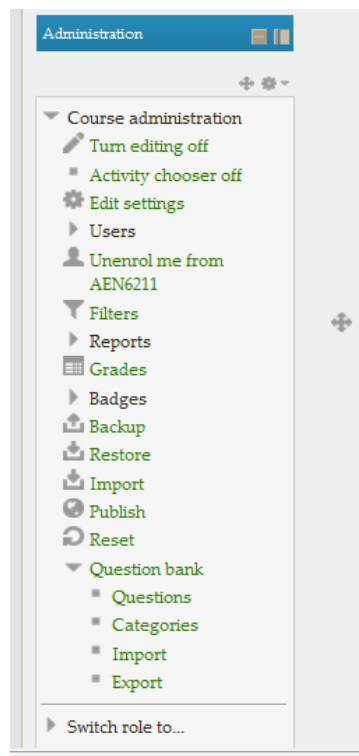 Administration
Course administration
Turn editing off
Activity chooser off
Edit settings
Users
Unenrol me from
AEN6211
Filters
Reports
Grades
Badges
Backup
Restore
Import
Publish
Reset
Question bank
Questions
Categories
Import
Export
Switch role to...